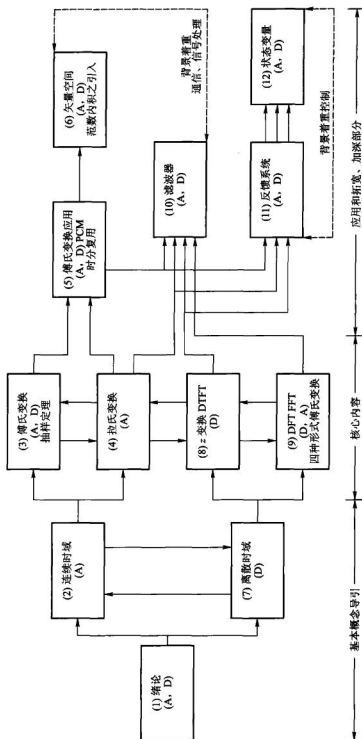 (1) 绪论
(A，D)
(2) 连续时域
(A)
(7) 离散时域
(D)
(3) 傅氏变换
(A，D)
抽样定理
(4) 拉氏变换
(A)
(8) z 变换 DTFT
(D)
(9) DFT FFT
(D，A)
四种形式傅氏变换
(5) 傅氏变换应用
(A，D) PCM
时分复用
(6) 矢量空间
(A，D)
范数内积之引入
背景着重
通信、信号处理
(10) 滤波器
(A，D)
(11) 反馈系统
(A，D)
(12) 状态变量
(A，D)
背景着重控制
基本概念导引
核心内容
应用和拓宽、加深部分